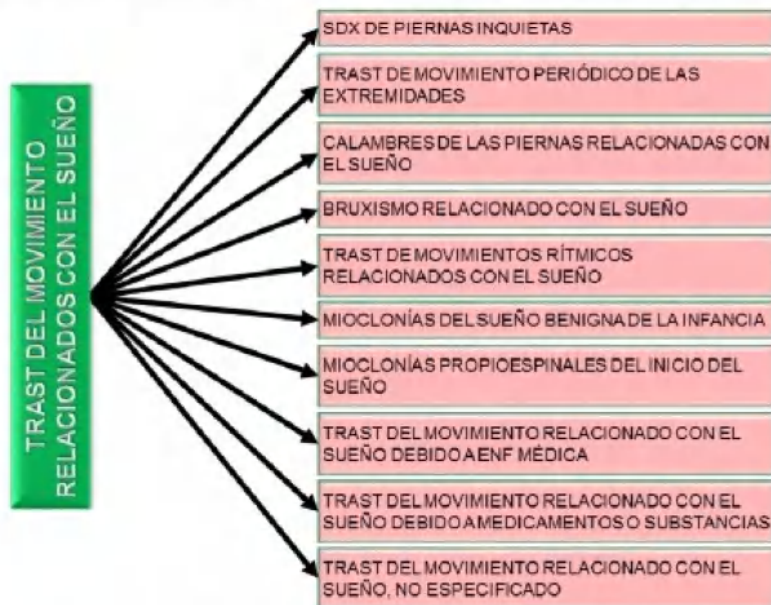 TRAST DEL MOVIMIENTO
RELACIONADOS CON EL SUEÑO
SDX DE PIERNAS INQUIETAS
TRAST DE MOVIMIENTO PERIÓDICO DE LAS
EXTREMIDADES
CALAMBRES DE LAS PIERNAS RELACIONADAS CON
EL SUEÑO
BRUXISMO RELACIONADO CON EL SUEÑO
TRAST DE MOVIMIENTOS RÍTMICOS
RELACIONADOS CON EL SUEÑO
MIOCLONÍAS DEL SUEÑO BENIGNA DE LA INFANCIA
MIOCLONÍAS PROPIOESPINALES DEL INICIO DEL
SUEÑO
TRAST DEL MOVIMIENTO RELACIONADO CON EL
SUEÑO DEBIDO A ENF MÉDICA
TRAST DEL MOVIMIENTO RELACIONADO CON EL
SUEÑO DEBIDO A MEDICAMENTOS O SUBSTANCIAS
TRAST DEL MOVIMIENTO RELACIONADO CON EL
SUEÑO, NO ESPECIFICADO